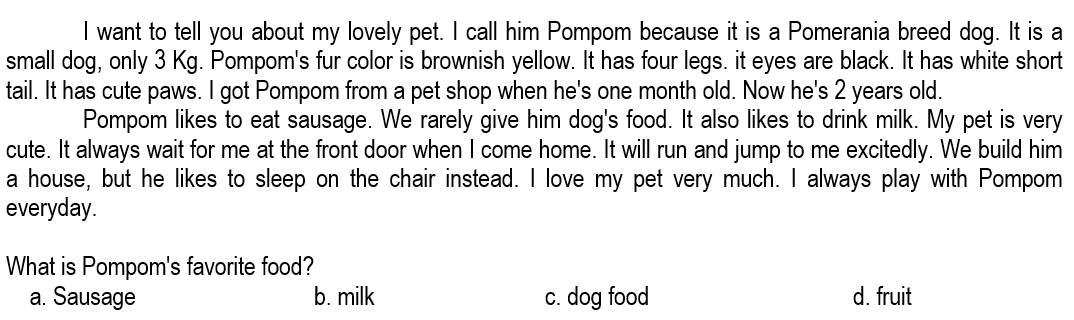 I want to tell you about my lovely pet. I call him Pompom because it is a Pomerania breed dog. It is a
small dog, only 3 Kg. Pompom's fur color is brownish yellow. It has four legs. it eyes are black. It has white short
tail. It has cute paws. I got Pompom from a pet shop when he's one month old. Now he's 2 years old.
Pompom likes to eat sausage. We rarely give him dog's food. It also likes to drink milk. My pet is very
cute. It always wait for me at the front door when I come home. It will run and jump to me excitedly. We build him
a house, but he likes to sleep on the chair instead. I love my pet very much. I always play with Pompom
everyday.
What is Pompom's favorite food?
a. Sausage b. milk c. dog food d. fruit